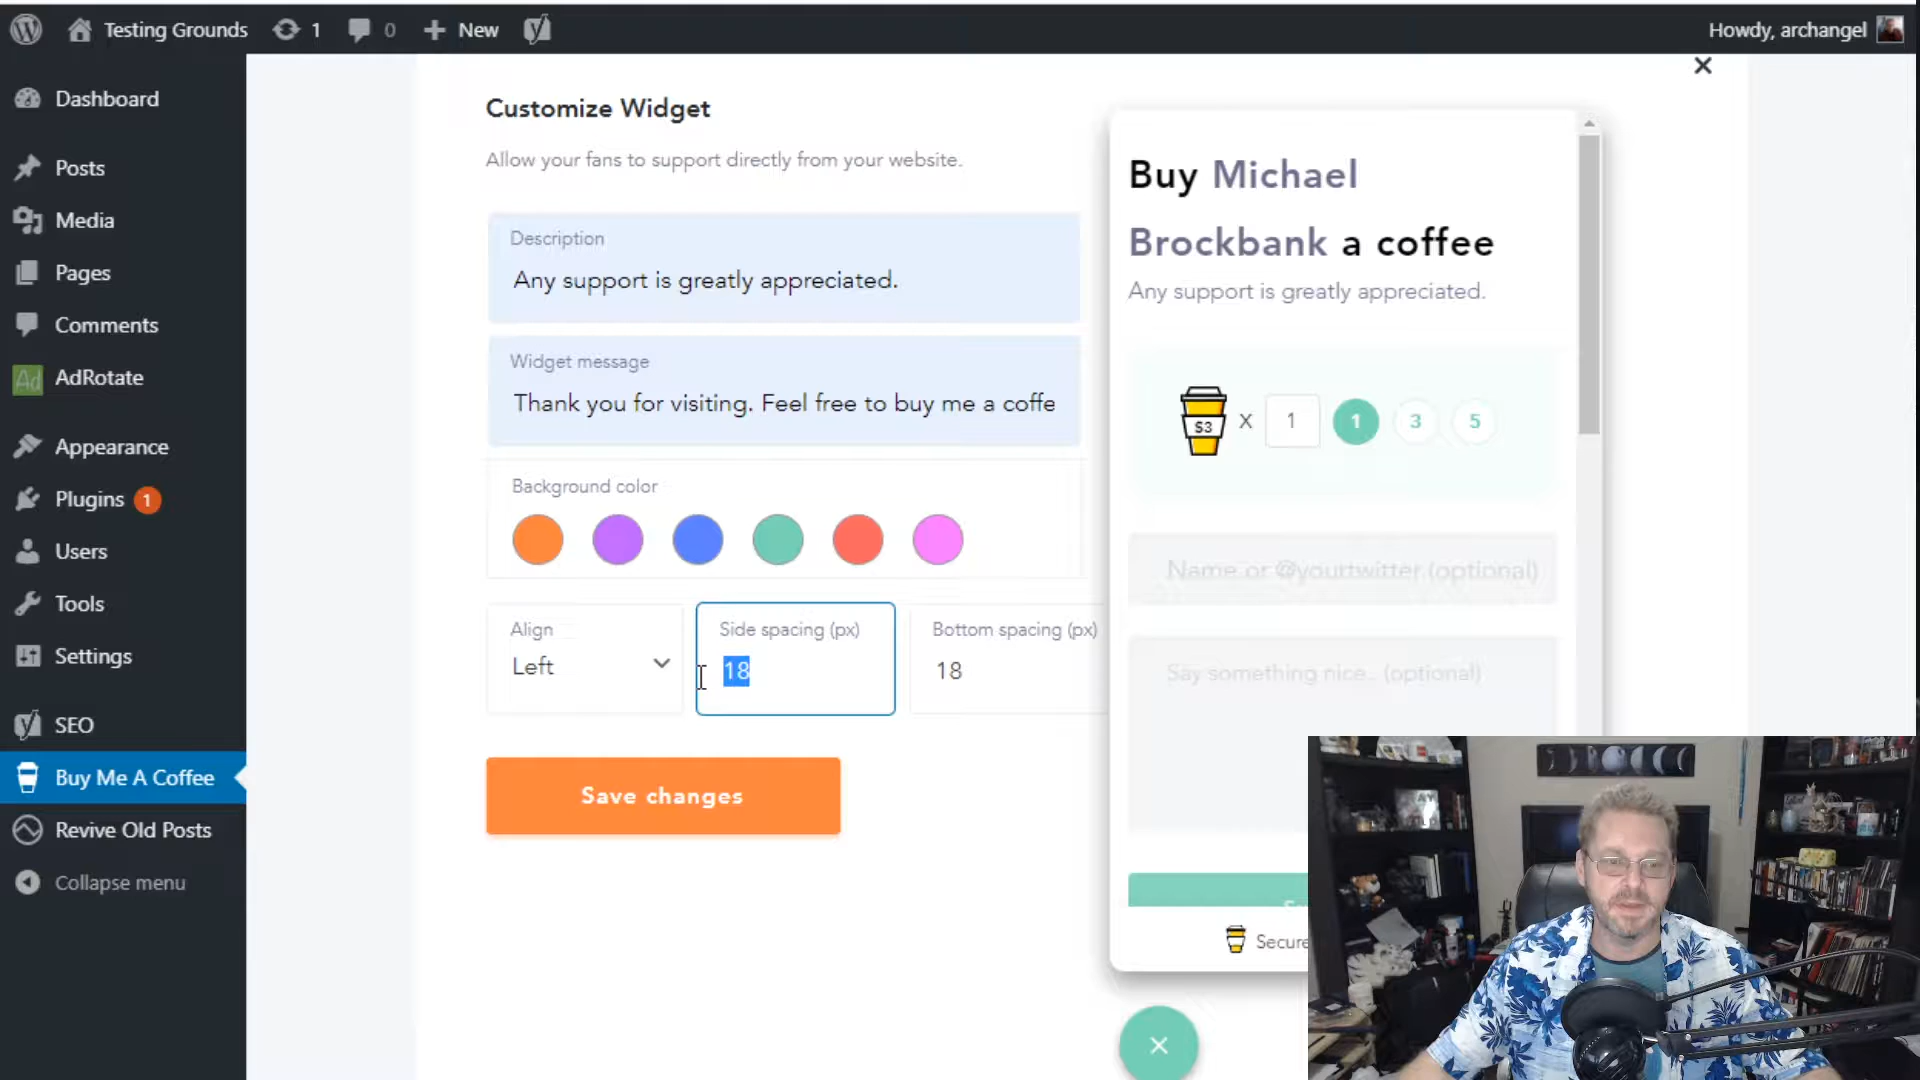 Testing Grounds 1 0 New
Howdy, archangel
Dashboard
Posts
Media
Pages
Comments
Ad AdRotate
Appearance
Plugins 1
Users
Tools
Settings
SEO
Buy Me A Coffee
Revive Old Posts
Collapse menu
Customize Widget
Allow your fans to support directly from your website.
Description
Any support is greatly appreciated.
Widget message
Thank you for visiting. Feel free to buy me a coffe
Background color
Align
Left
Side spacing (px)
18
Bottom spacing (px)
18
Save changes
Buy Michael
Brockbank a coffee
Any support is greatly appreciated.
$3 X 1 1 3 5
Name or @yourtwitter (optional)
Say something nice.. (optional)
Secure